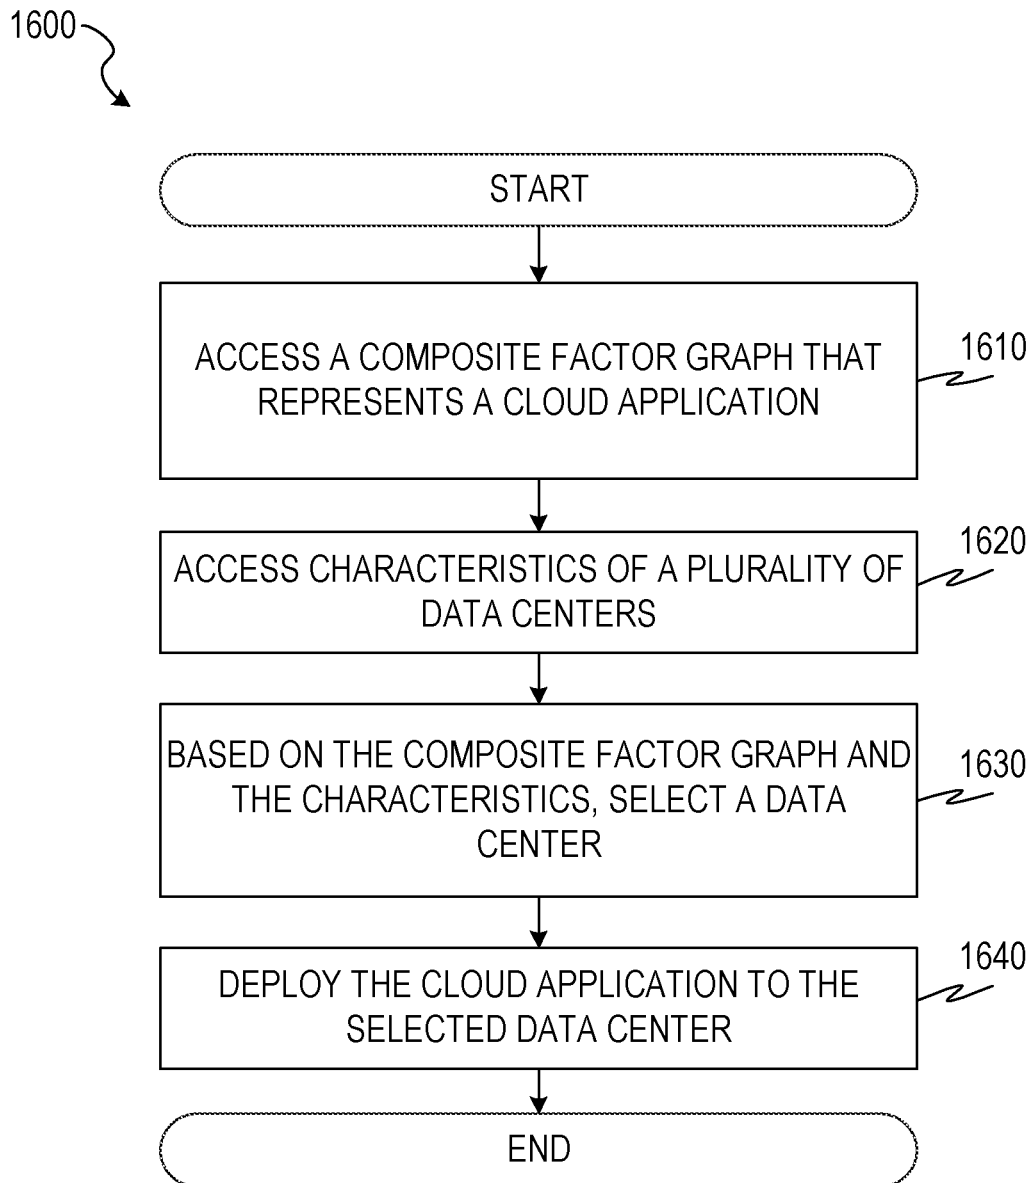 1600
START
ACCESS A COMPOSITE FACTOR GRAPH THAT
REPRESENTS A CLOUD APPLICATION
1610
ACCESS CHARACTERISTICS OF A PLURALITY OF
DATA CENTERS
1620
BASED ON THE COMPOSITE FACTOR GRAPH AND
THE CHARACTERISTICS, SELECT A DATA
CENTER
1630
DEPLOY THE CLOUD APPLICATION TO THE
SELECTED DATA CENTER
1640
END